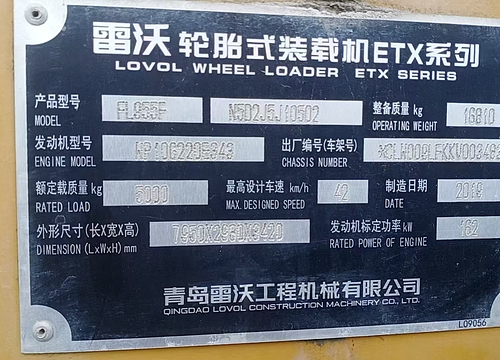 雷沃轮胎式装载机ETX系列
LOVOL WHEEL LOADER ETX SERIES
产品型号 FL955F N5D2J5J10502 整备质量 kg 16810
MODEL OPERATING WEIGHT
发动机型号 出厂编号(车架号)
ENGINE MODEL CHASSIS NUMBER
额定载质量 kg 5000 最高设计车速 km/h 42 制造日期 2019
RATED LOAD MAX. DESIGNED SPEED DATE
外形尺寸(长X宽X高) 7950X2980X3420 发动机标定功率 kW 162
DIMENSION (LxWxH) mm RATED POWER OF ENGINE
青岛雷沃工程机械有限公司
QINGDAO LOVOL CONSTRUCTION MACHINERY CO., LTD.
L09056